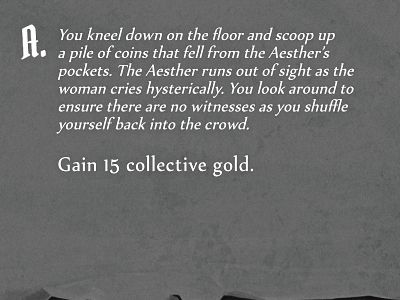 A. You kneel down on the floor and scoop up
a pile of coins that fell from the Aesther's
pockets. The Aesther runs out of sight as the
woman cries hysterically. You look around to
ensure there are no witnesses as you shuffle
yourself back into the crowd.
Gain 15 collective gold.